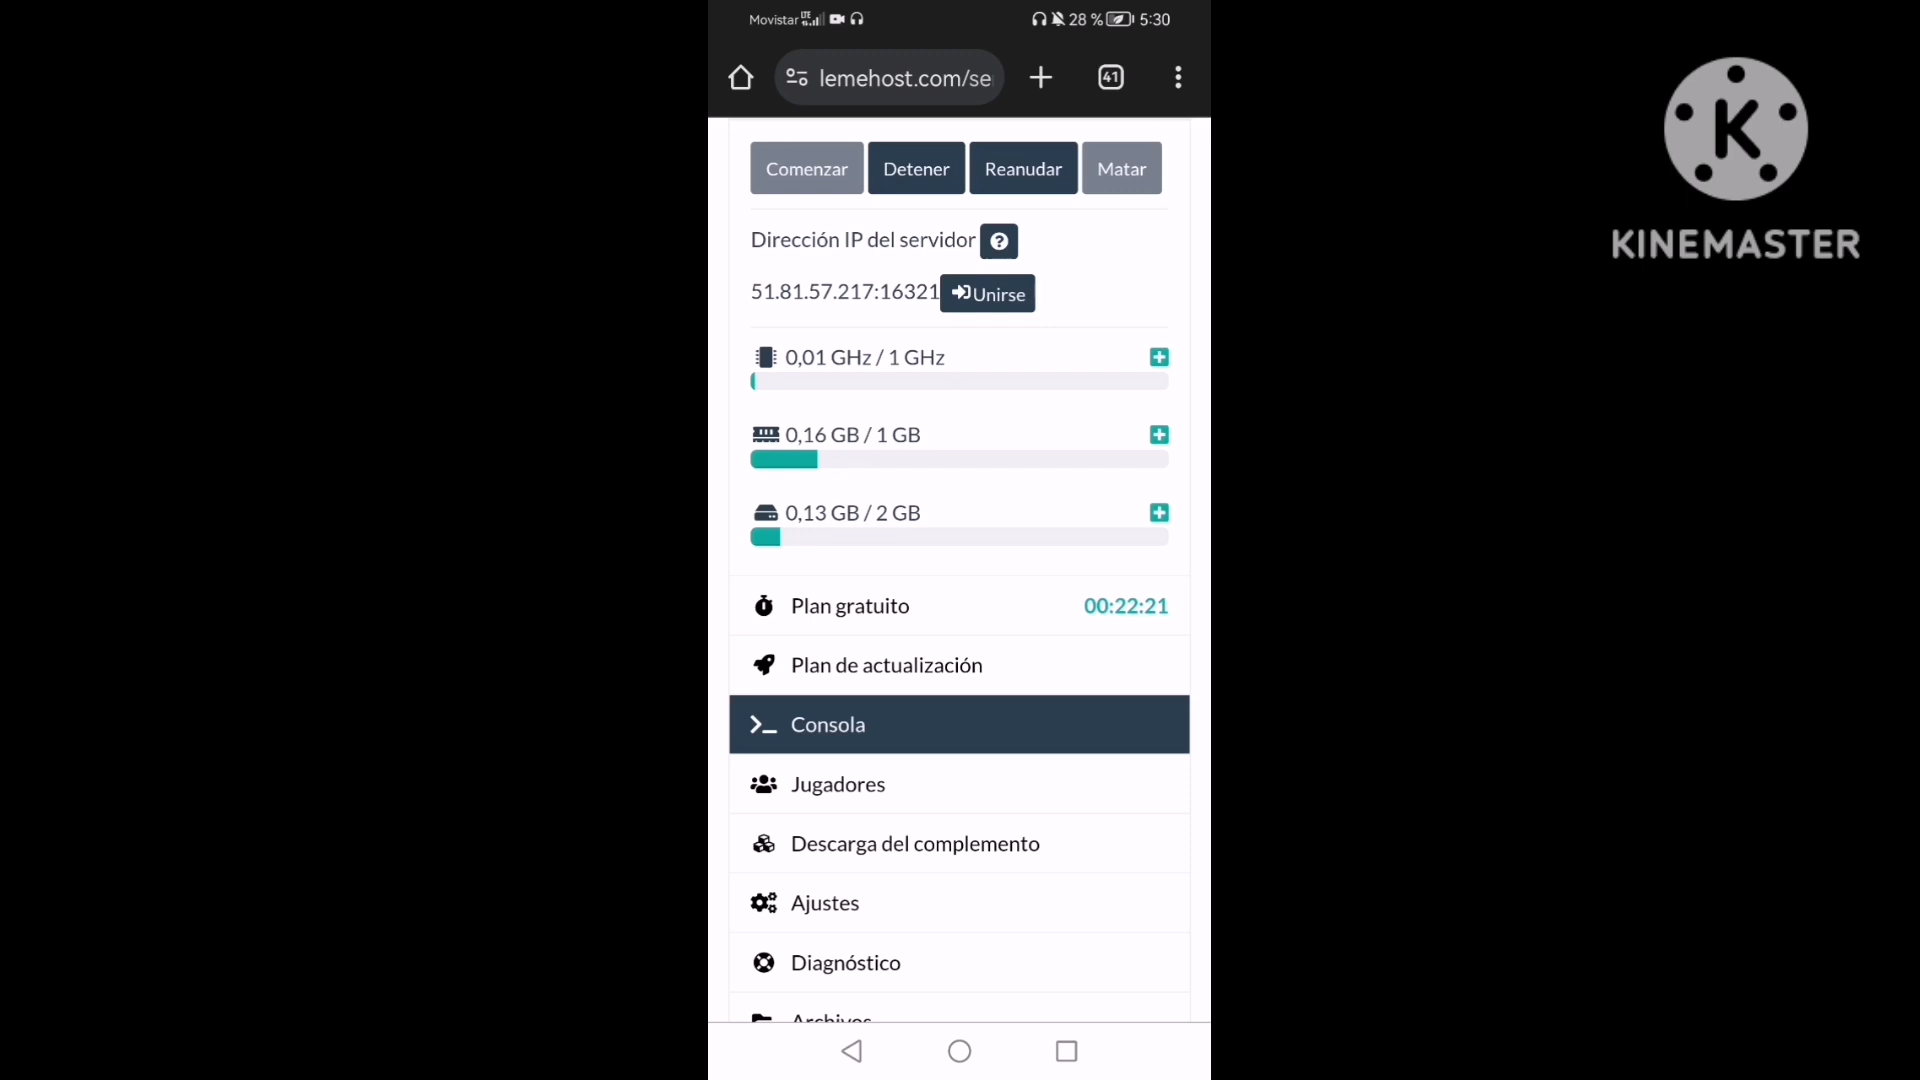 Movistar LTE 28 % 5:30
lemehost.com/se
41
Comenzar Detener Reanudar Matar
Dirección IP del servidor
51.81.57.217:16321 Unirse
0,01 GHz / 1 GHz
0,16 GB / 1 GB
0,13 GB / 2 GB
Plan gratuito 00:22:21
Plan de actualización
Consola
Jugadores
Descarga del complemento
Ajustes
Diagnóstico
Archivos
K
KINEMASTER